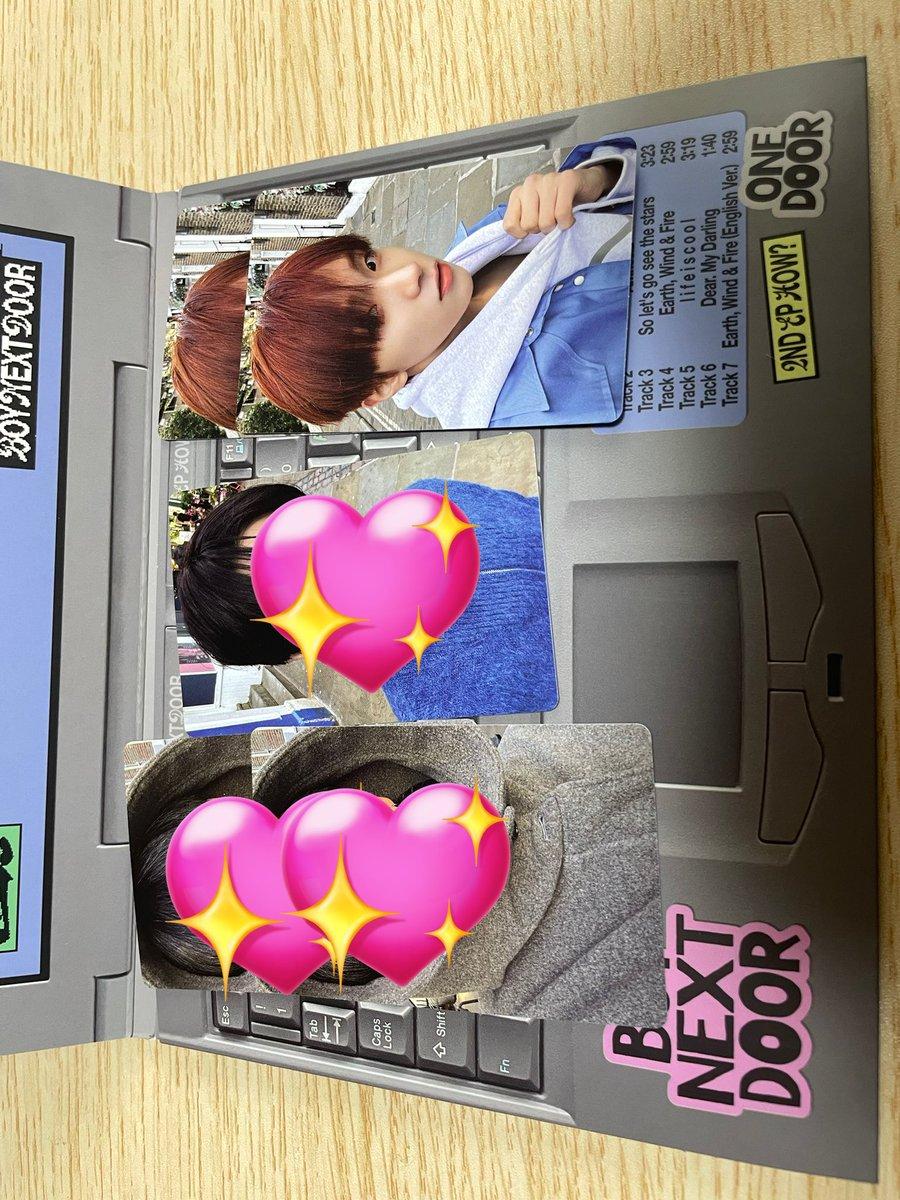 BOYNEXTDOOR
Track 3 So let's go see the stars 3:23
Track 4 Earth, Wind & Fire 2:59
Track 5 l i f e i s c o o l 3:19
Track 6 Dear. My Darling 1:40
Track 7 Earth, Wind & Fire (English Ver.) 2:59
ONE
DOOR
2ND EP HOW?
NEXT
DOOR
F11
Esc
1
Tab
Caps
Lock
Shift
Fn